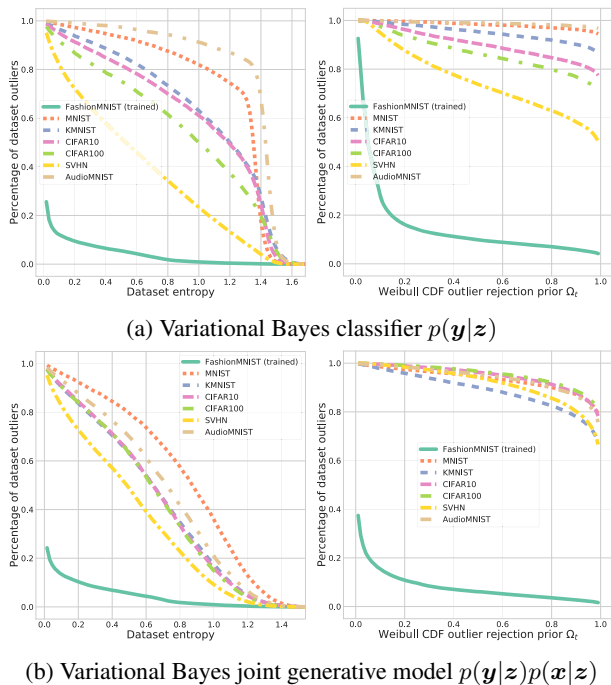 1.0
0.8
0.6
0.4
0.2
0.0
Percentage of dataset outliers
FashionMNIST (trained)
MNIST
KMNIST
CIFAR10
CIFAR100
SVHN
AudioMNIST
0.0 0.2 0.4 0.6 0.8 1.0 1.2 1.4 1.6
Dataset entropy
1.0
0.8
0.6
0.4
0.2
0.0
Percentage of dataset outliers
FashionMNIST (trained)
MNIST
KMNIST
CIFAR10
CIFAR100
SVHN
AudioMNIST
0.0 0.2 0.4 0.6 0.8 1.0
Weibull CDF outlier rejection prior Ωt
(a) Variational Bayes classifier p(y|z)
1.0
0.8
0.6
0.4
0.2
0.0
Percentage of dataset outliers
FashionMNIST (trained)
MNIST
KMNIST
CIFAR10
CIFAR100
SVHN
AudioMNIST
0.0 0.2 0.4 0.6 0.8 1.0 1.2 1.4
Dataset entropy
1.0
0.8
0.6
0.4
0.2
0.0
Percentage of dataset outliers
FashionMNIST (trained)
MNIST
KMNIST
CIFAR10
CIFAR100
SVHN
AudioMNIST
0.0 0.2 0.4 0.6 0.8 1.0
Weibull CDF outlier rejection prior Ωt
(b) Variational Bayes joint generative model p(y|z)p(x|z)